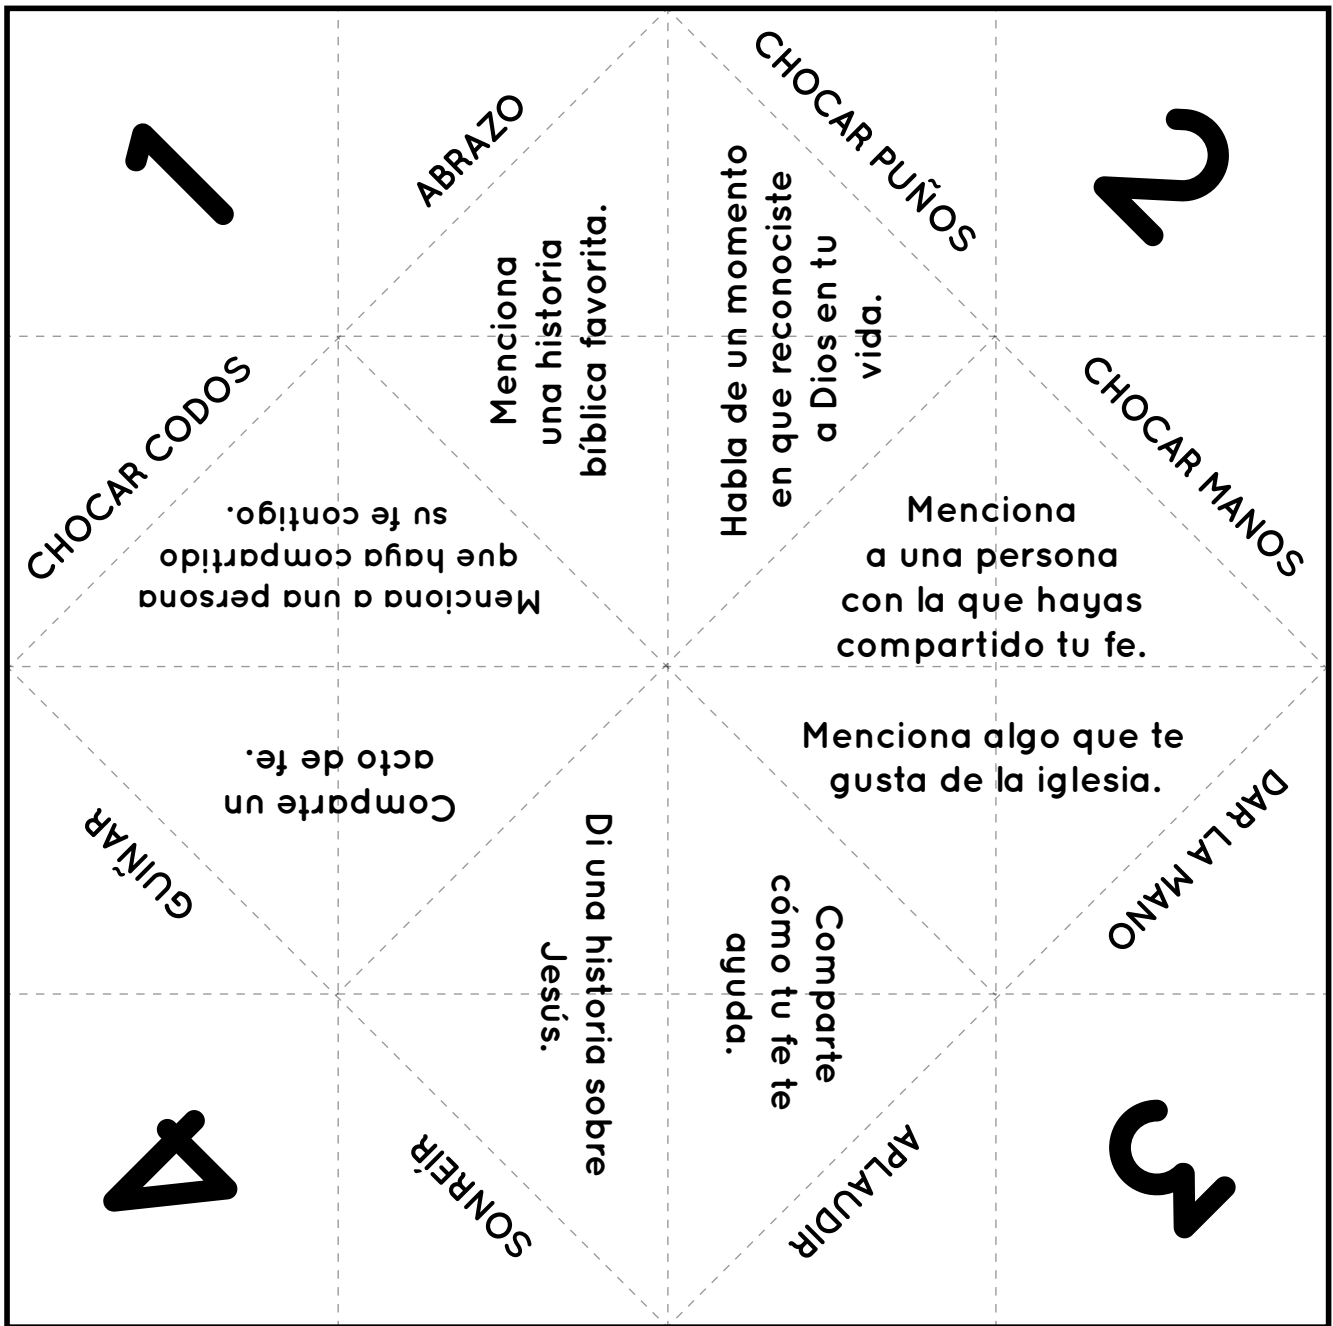 1
ABRAZO
CHOCAR PUÑOS
2
Menciona
una historia
bíblica favorita.
Habla de un momento
en que reconociste
a Dios en tu
vida.
CHOCAR CODOS
Menciona a una persona
que haya compartido
su fe contigo.
CHOCAR MANOS
Menciona
a una persona
con la que hayas
compartido tu fe.
GUIÑAR
Comparte un
acto de fe.
Menciona algo que te
gusta de la iglesia.
DAR LA MANO
Di una historia sobre
Jesús.
Comparte
cómo tu fe te
ayuda.
4
SONREÍR
APLAUDIR
3